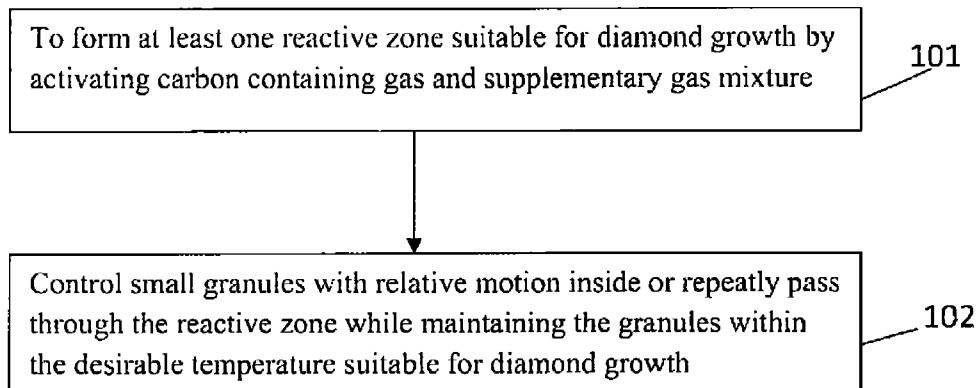 To form at least one reactive zone suitable for diamond growth by
activating carbon containing gas and supplementary gas mixture
101
Control small granules with relative motion inside or repeatly pass
through the reactive zone while maintaining the granules within
the desirable temperature suitable for diamond growth
102